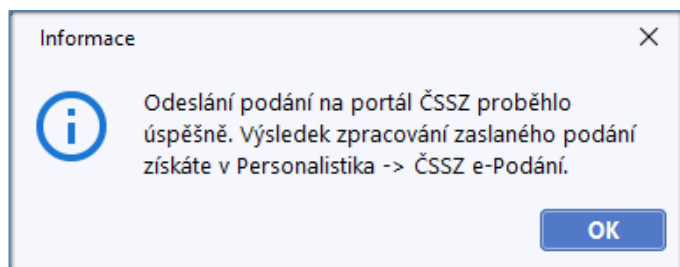 Informace
Odeslání podání na portál ČSSZ proběhlo
úspěšně. Výsledek zpracování zaslaného podání
získáte v Personalistika -> ČSSZ e-Podání.
OK